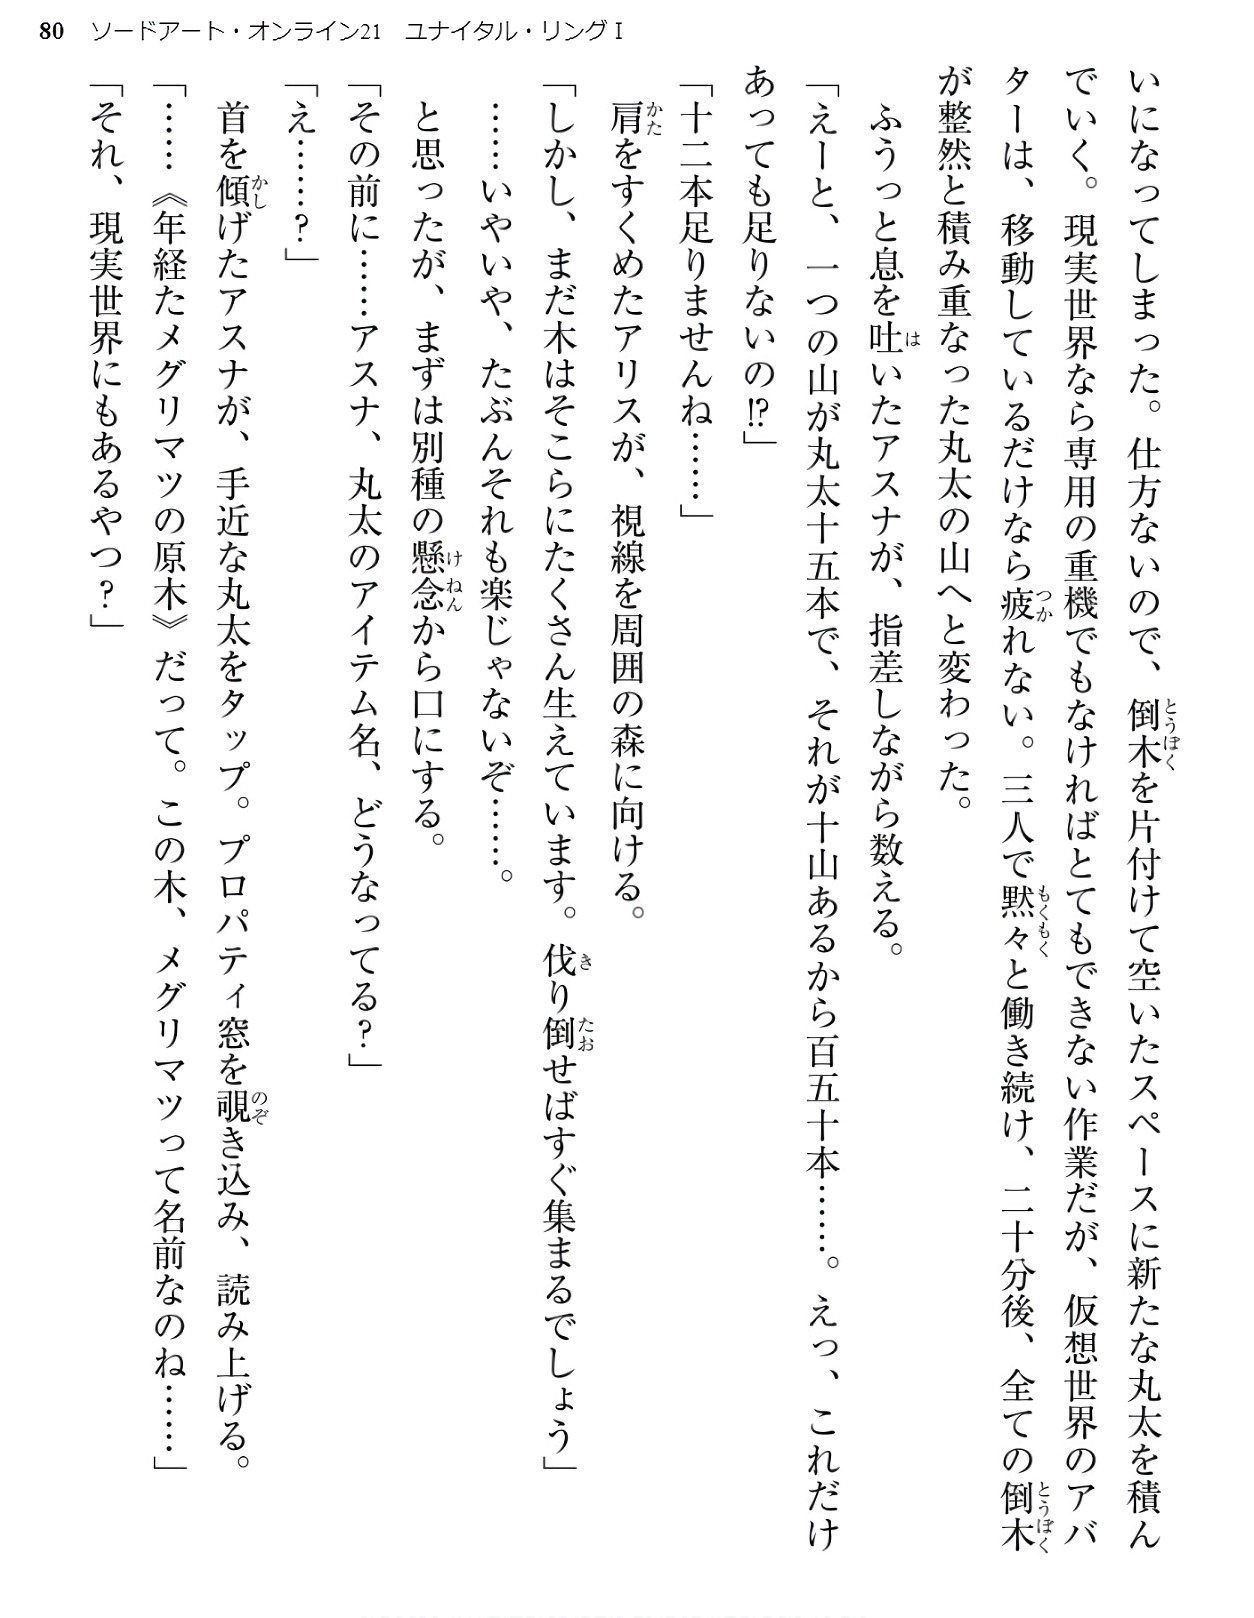 80 ソードアート・オンライン21 ユナイタル・リングⅠ
いになってしまった。仕方ないので、倒木を片付けて空いたスペースに新たな丸太を積ん
でいく。現実世界なら専用の重機でもなければとてもできない作業だが、仮想世界のアバ
ターは、移動しているだけなら疲れない。三人で黙々と働き続け、二十分後、全ての倒木
が整然と積み重なった丸太の山へと変わった。
　ふうっと息を吐いたアスナが、指差しながら数える。
「えーと、一つの山が丸太十五本で、それが十山あるから百五十本……。えっ、これだけ
あっても足りないの!?」
「十二本足りませんね……」
　肩をすくめたアリスが、視線を周囲の森に向ける。
「しかし、まだ木はそこらにたくさん生えています。伐り倒せばすぐ集まるでしょう」
　……いやいや、たぶんそれも楽じゃないぞ……。
　と思ったが、まずは別種の懸念から口にする。
「その前に……アスナ、丸太のアイテム名、どうなってる?」
「え……?」
　首を傾げたアスナが、手近な丸太をタップ。プロパティ窓を覗き込み、読み上げる。
「……《年経たメグリマツの原木》だって。この木、メグリマツって名前なのね……」
「それ、現実世界にもあるやつ?」